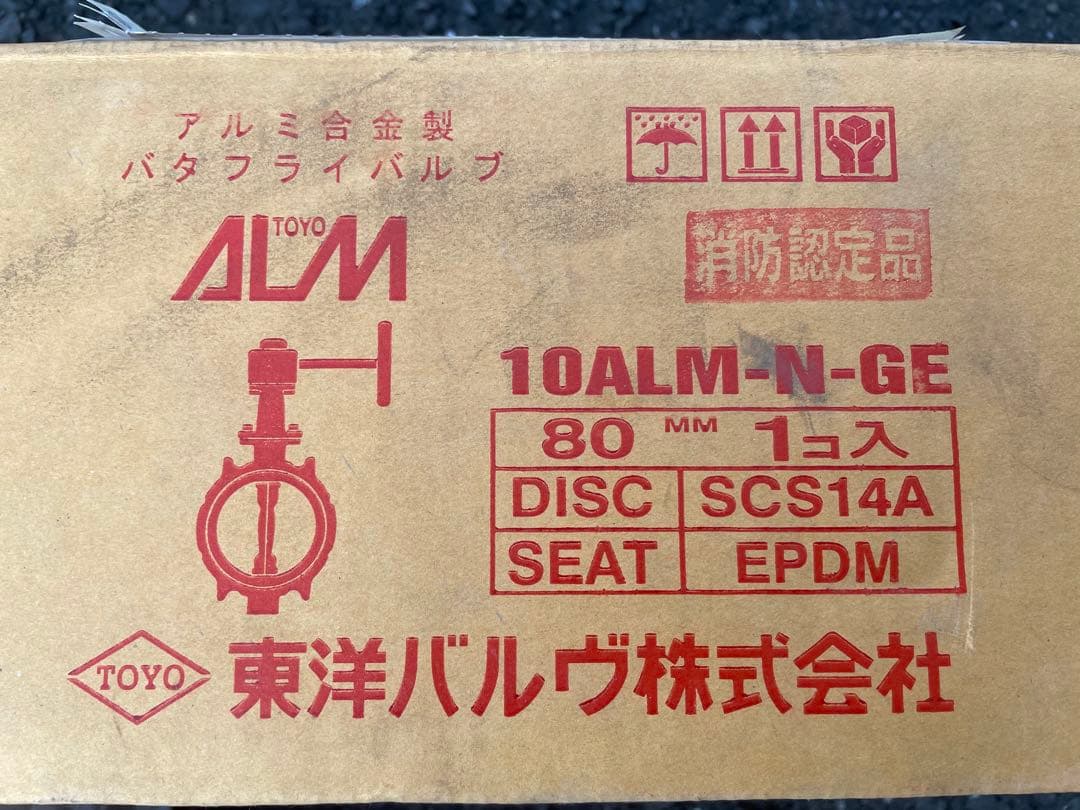 アルミ合金製
バタフライバルブ
TOYO
ALM
消防認定品
10ALM-N-GE
80 MM 1コ入
DISC SCS14A
SEAT EPDM
TOYO 東洋バルヴ株式会社